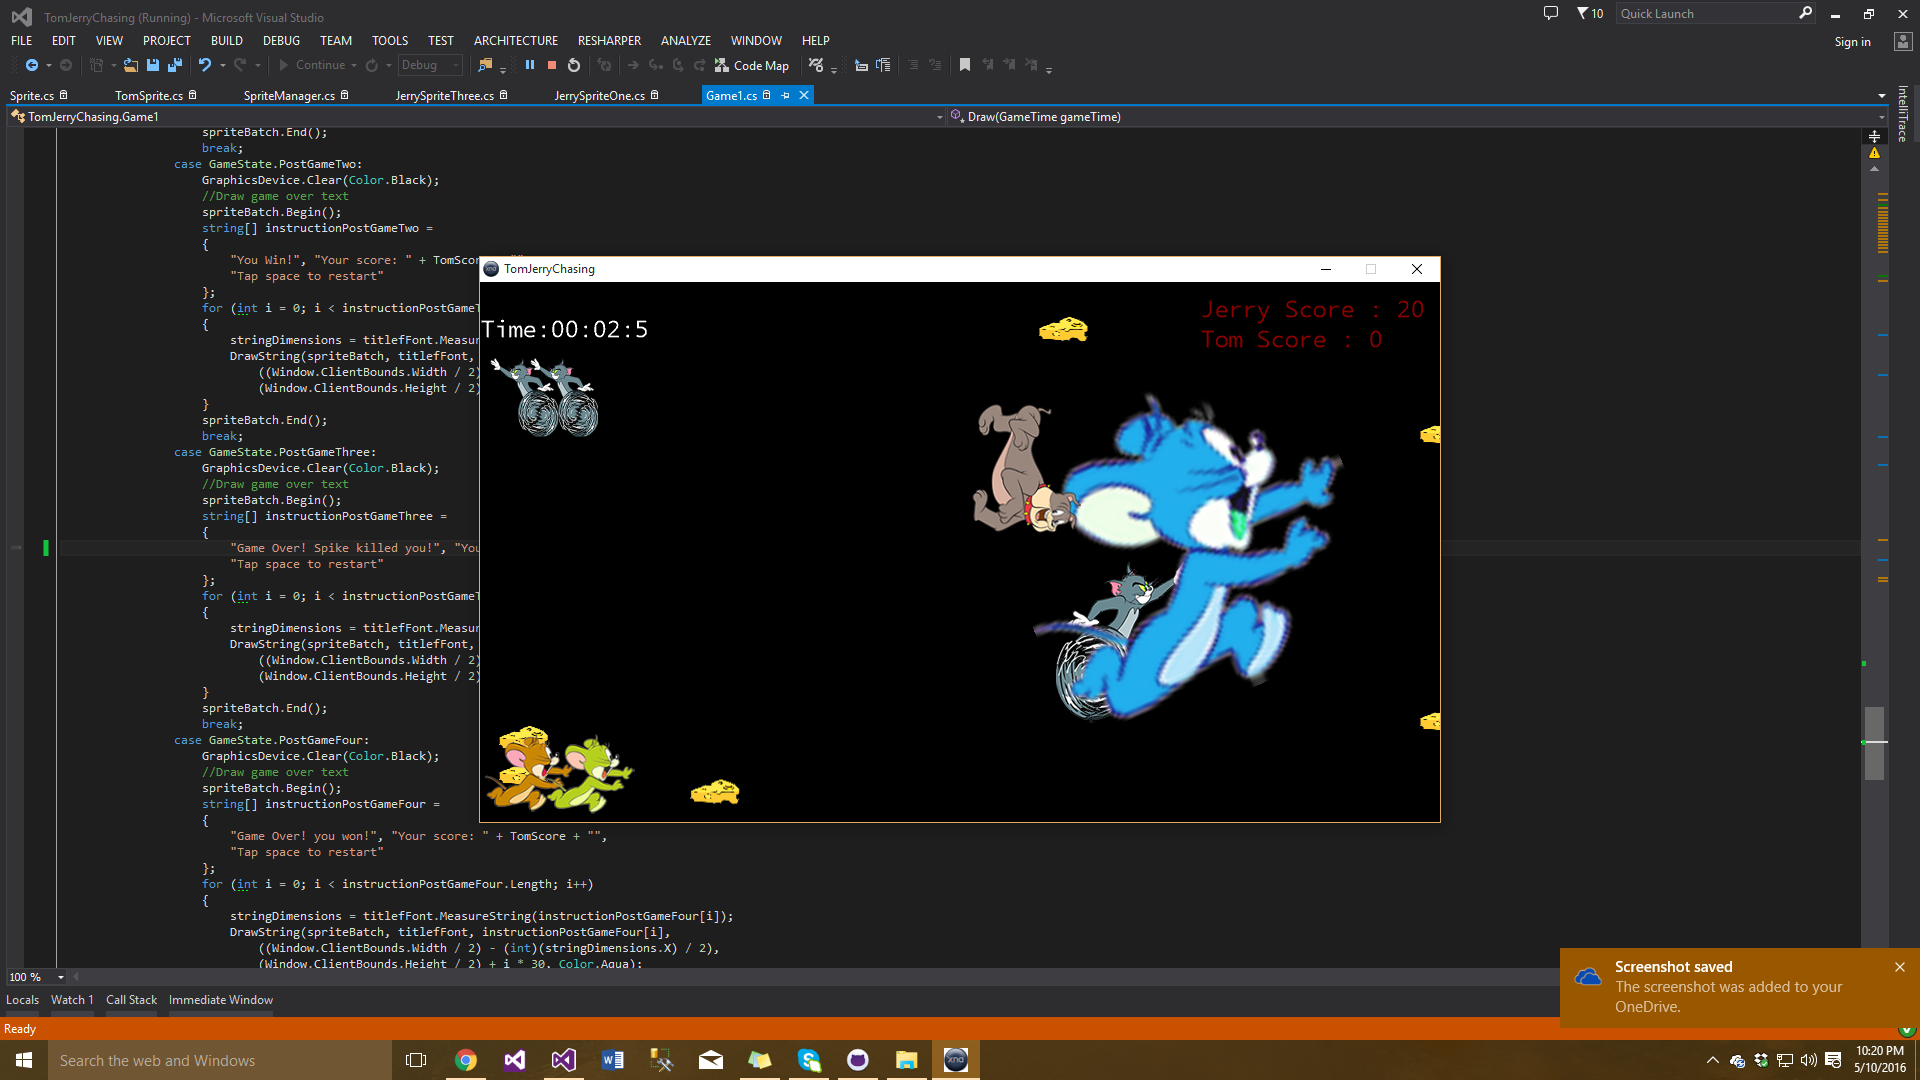 TomJerryChasing (Running) - Microsoft Visual Studio
10
Quick Launch
FILE EDIT VIEW PROJECT BUILD DEBUG TEAM TOOLS TEST ARCHITECTURE RESHARPER ANALYZE WINDOW HELP
Sign in
Continue Debug Code Map
Sprite.cs TomSprite.cs SpriteManager.cs JerrySpriteThree.cs JerrySpriteOne.cs Game1.cs
IntelliTrace
TomJerryChasing.Game1 Draw(GameTime gameTime)
spriteBatch.End();
break;
case GameState.PostGameTwo:
GraphicsDevice.Clear(Color.Black);
//Draw game over text
spriteBatch.Begin();
string[] instructionPostGameTwo =
{
"You Win!", "Your score: " + TomScor
"Tap space to restart"
};
for (int i = 0; i < instructionPostGameT
{
stringDimensions = titlefFont.Measur
DrawString(spriteBatch, titlefFont,
((Window.ClientBounds.Width / 2)
(Window.ClientBounds.Height / 2)
}
spriteBatch.End();
break;
case GameState.PostGameThree:
GraphicsDevice.Clear(Color.Black);
//Draw game over text
spriteBatch.Begin();
string[] instructionPostGameThree =
{
"Game Over! Spike killed you!", "You
"Tap space to restart"
};
for (int i = 0; i < instructionPostGameT
{
stringDimensions = titlefFont.Measur
DrawString(spriteBatch, titlefFont,
((Window.ClientBounds.Width / 2)
(Window.ClientBounds.Height / 2)
}
spriteBatch.End();
break;
case GameState.PostGameFour:
GraphicsDevice.Clear(Color.Black);
//Draw game over text
spriteBatch.Begin();
string[] instructionPostGameFour =
{
"Game Over! you won!", "Your score: " + TomScore + "",
"Tap space to restart"
};
for (int i = 0; i < instructionPostGameFour.Length; i++)
{
stringDimensions = titlefFont.MeasureString(instructionPostGameFour[i]);
DrawString(spriteBatch, titlefFont, instructionPostGameFour[i],
((Window.ClientBounds.Width / 2) - (int)(stringDimensions.X) / 2),
(Window.ClientBounds.Height / 2) + i * 30, Color.Aqua);
TomJerryChasing
Time:00:02:5
Jerry Score : 20
Tom Score : 0
100 %
Locals Watch 1 Call Stack Immediate Window
Ready
Screenshot saved
The screenshot was added to your
OneDrive.
Search the web and Windows
xna
10:20 PM
5/10/2016